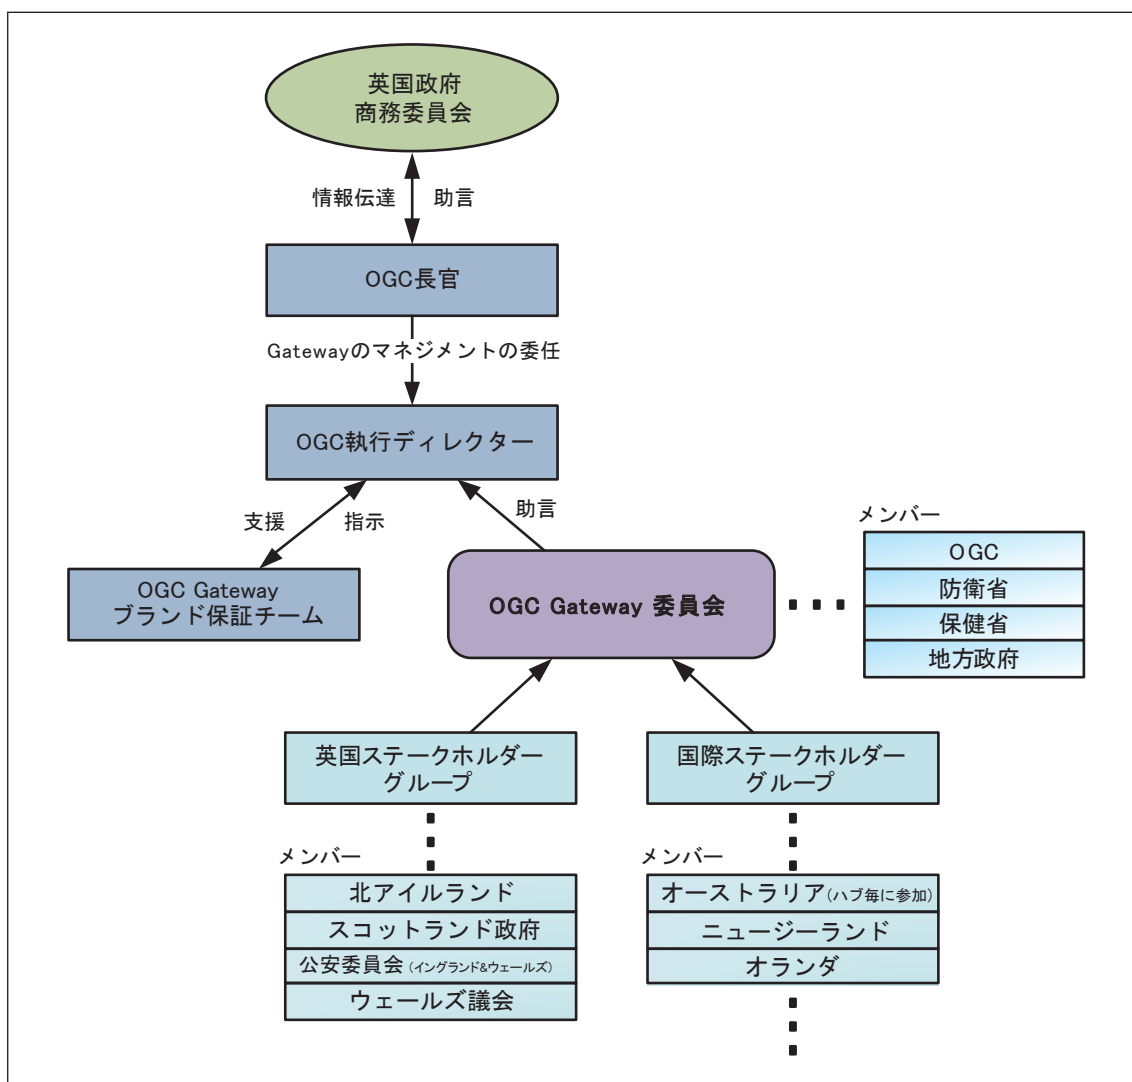 英国政府
商務委員会
情報伝達 助言
OGC長官
Gatewayのマネジメントの委任
OGC執行ディレクター
支援 指示
助言
OGC Gateway
ブランド保証チーム
OGC Gateway 委員会
メンバー
OGC
防衛省
保健省
地方政府
英国ステークホルダー
グループ
国際ステークホルダー
グループ
メンバー
北アイルランド
スコットランド政府
公安委員会(イングランド&ウェールズ)
ウェールズ議会
メンバー
オーストラリア(ハブ毎に参加)
ニュージーランド
オランダ